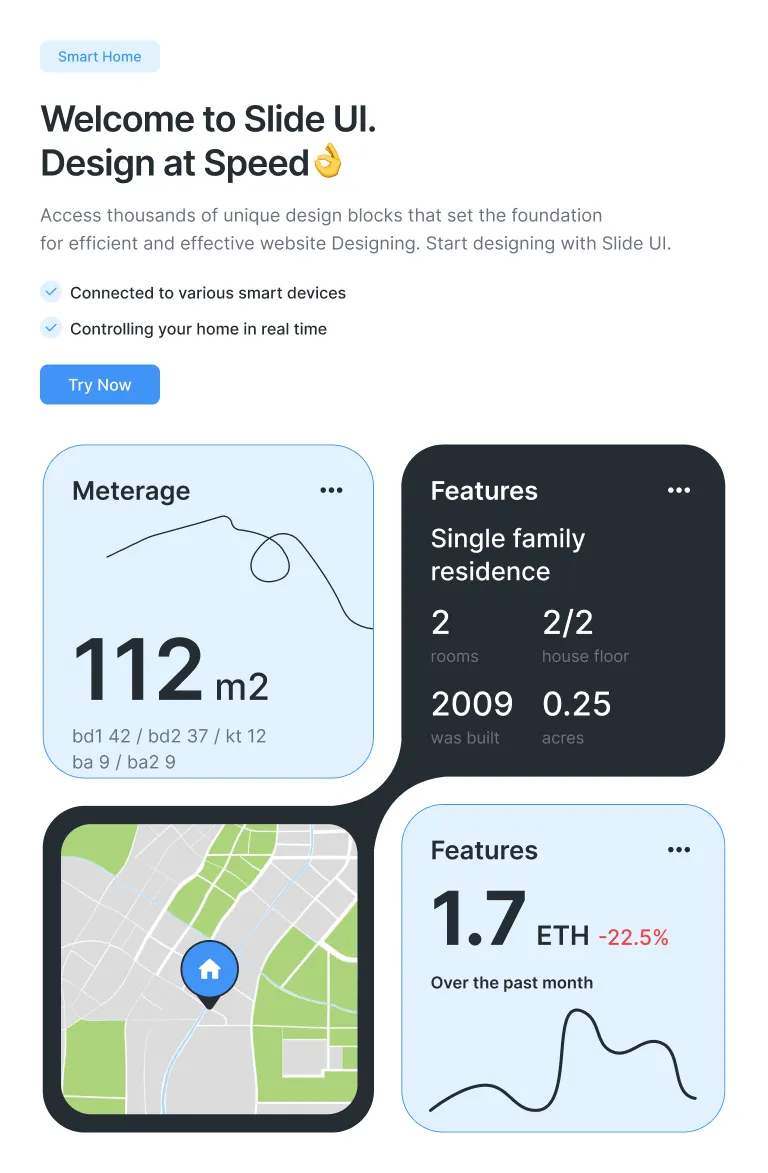 Smart Home
Welcome to Slide UI.
Design at Speed👌
Access thousands of unique design blocks that set the foundation
for efficient and effective website Designing. Start designing with Slide UI.
Connected to various smart devices
Controlling your home in real time
Try Now
Meterage
112 m2
bd1 42 / bd2 37 / kt 12
ba 9 / ba2 9
Features
Single family
residence
2
rooms
2/2
house floor
2009
was built
0.25
acres
Features
1.7 ETH -22.5%
Over the past month